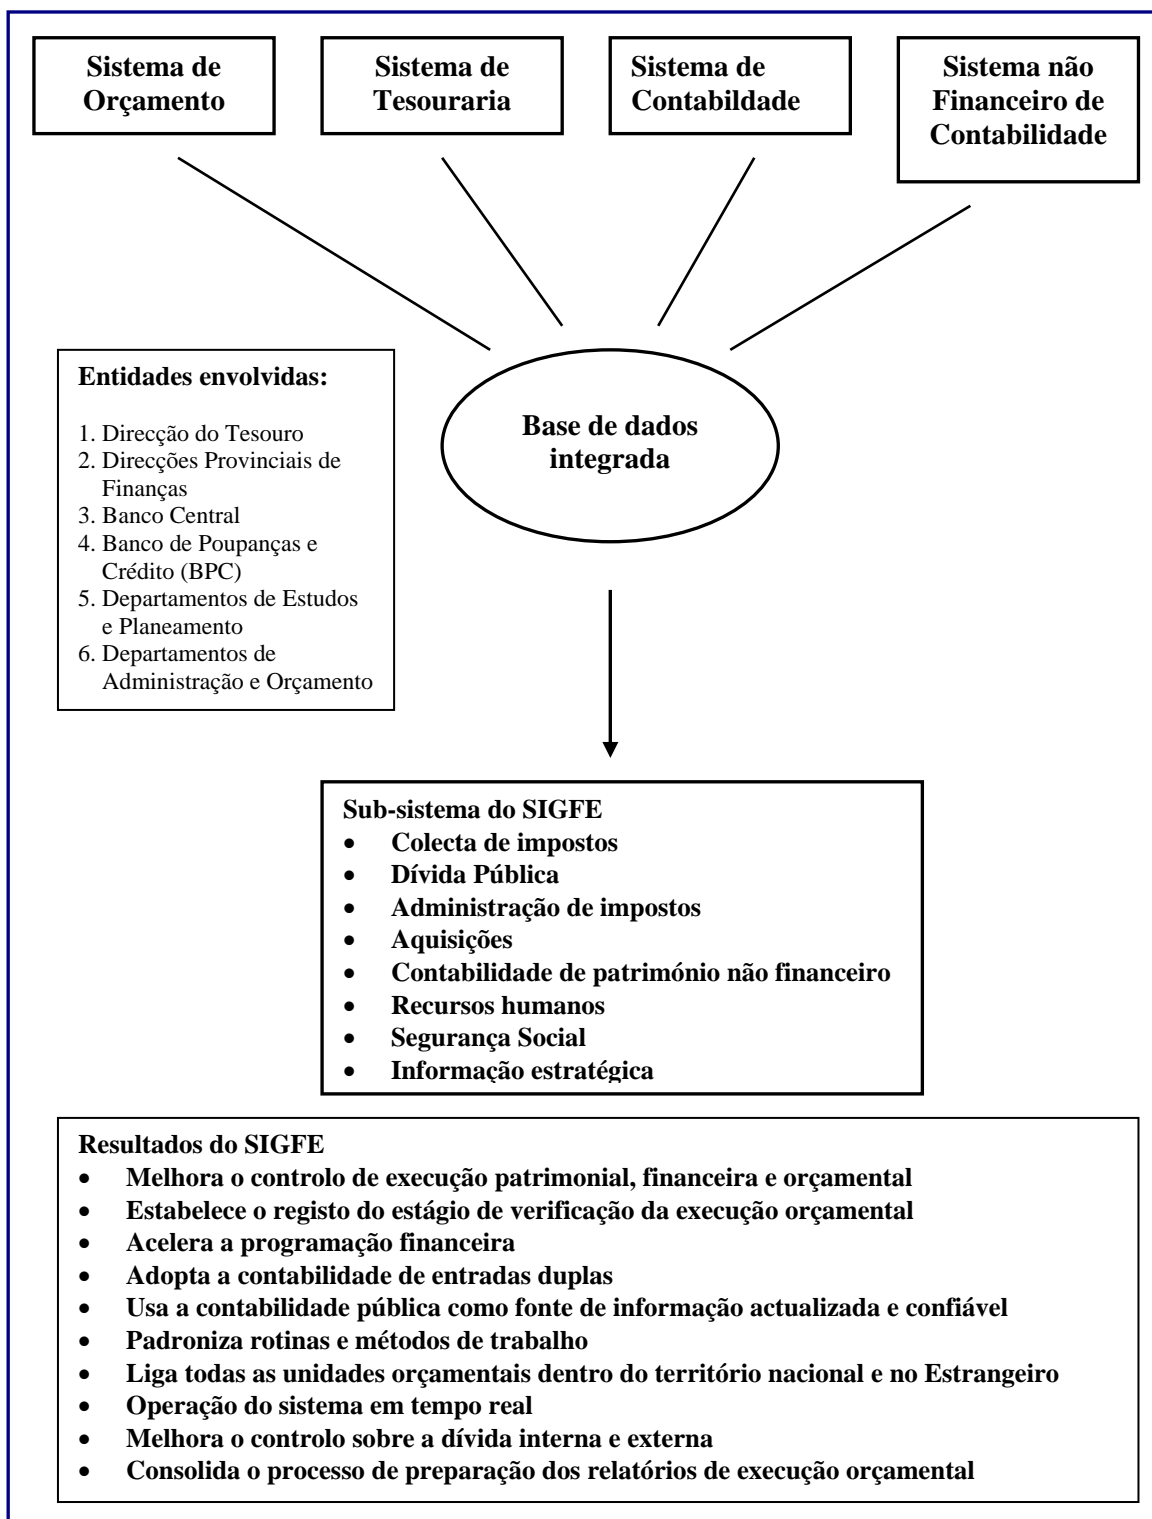 Sistema de
Orçamento
Sistema de
Tesouraria
Sistema de
Contabildade
Sistema não
Financeiro de
Contabilidade
Base de dados
integrada
Entidades envolvidas:
1. Direcção do Tesouro
2. Direcções Provinciais de
Finanças
3. Banco Central
4. Banco de Poupanças e
Crédito (BPC)
5. Departamentos de Estudos
e Planeamento
6. Departamentos de
Administração e Orçamento
Sub-sistema do SIGFE
• Colecta de impostos
• Dívida Pública
• Administração de impostos
• Aquisições
• Contabilidade de património não financeiro
• Recursos humanos
• Segurança Social
• Informação estratégica
Resultados do SIGFE
• Melhora o controlo de execução patrimonial, financeira e orçamental
• Estabelece o registo do estágio de verificação da execução orçamental
• Acelera a programação financeira
• Adopta a contabilidade de entradas duplas
• Usa a contabilidade pública como fonte de informação actualizada e confiável
• Padroniza rotinas e métodos de trabalho
• Liga todas as unidades orçamentais dentro do território nacional e no Estrangeiro
• Operação do sistema em tempo real
• Melhora o controlo sobre a dívida interna e externa
• Consolida o processo de preparação dos relatórios de execução orçamental